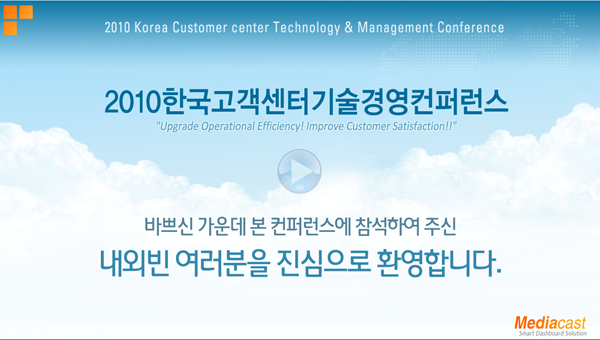 2010 Korea Customer center Technology & Management Conference
2010한국고객센터기술경영컨퍼런스
"Upgrade Operational Efficiency! Improve Customer Satisfaction!!"
바쁘신 가운데 본 컨퍼런스에 참석하여 주신
내외빈 여러분을 진심으로 환영합니다.
Mediacast
Smart Dashboard Solution